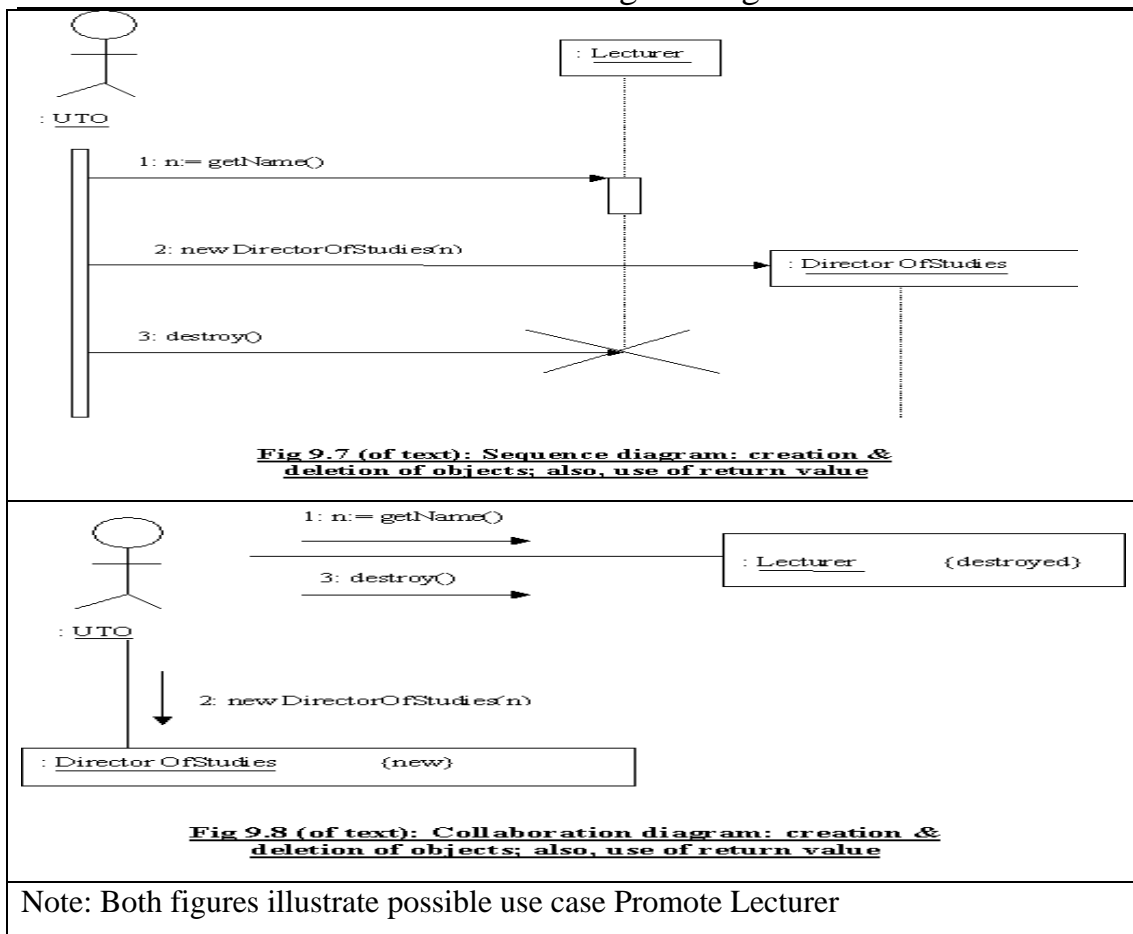 : Lecturer
: UTO
1: n:= getName()
2: new DirectorOfStudies(n)
: Director OfStudies
3: destroy()
Fig 9.7 (of text): Sequence diagram: creation &
deletion of objects; also, use of return value
1: n:= getName()
: Lecturer {destroyed}
3: destroy()
: UTO
2: new DirectorOfStudies(n)
: Director OfStudies {new}
Fig 9.8 (of text): Collaboration diagram: creation &
deletion of objects; also, use of return value
Note: Both figures illustrate possible use case Promote Lecturer